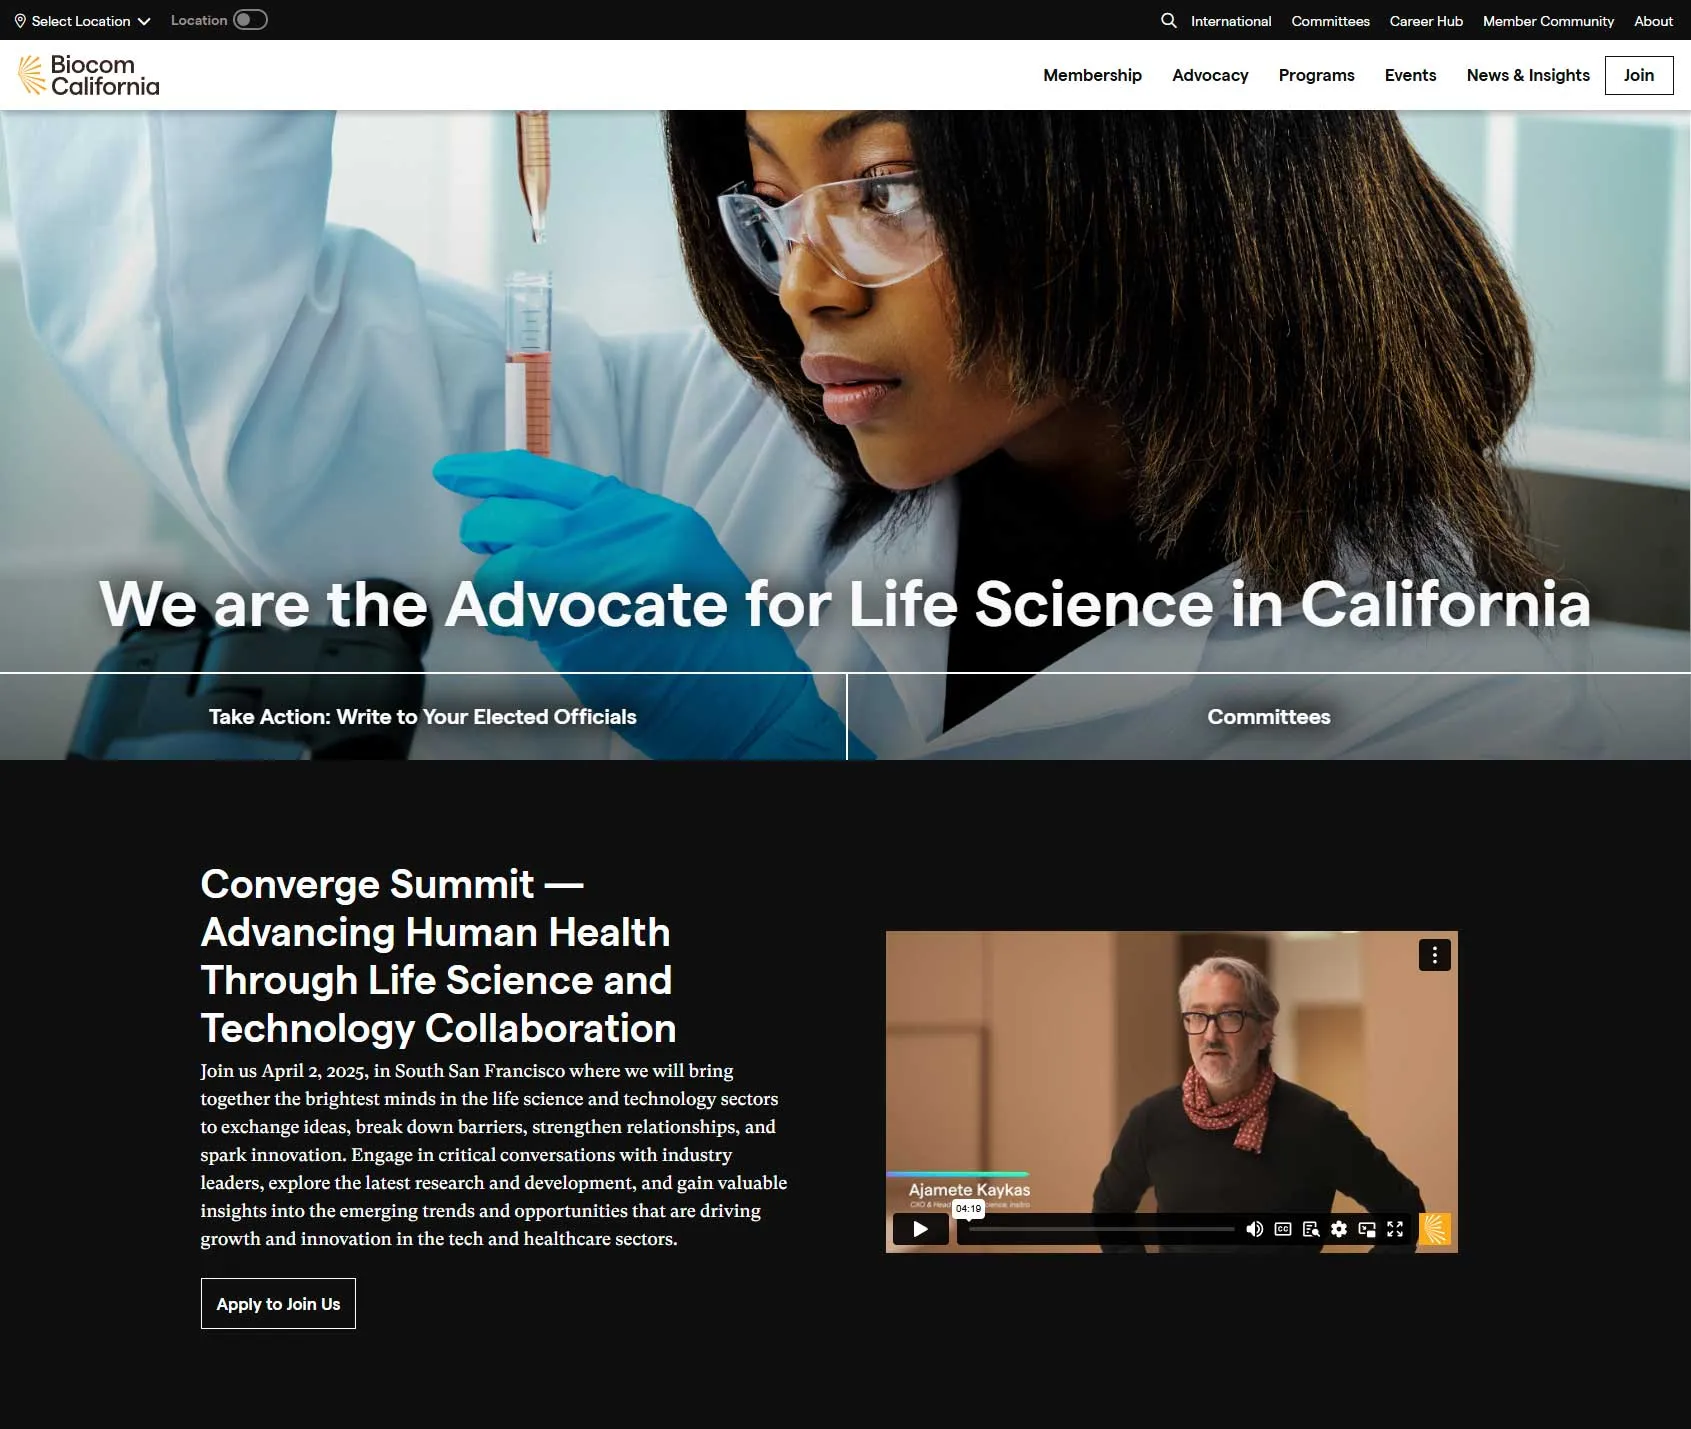 Select Location
Location
International
Committees
Career Hub
Member Community
About
Biocom
California
Membership
Advocacy
Programs
Events
News & Insights
Join
We are the Advocate for Life Science in California
Take Action: Write to Your Elected Officials
Committees
Converge Summit —
Advancing Human Health
Through Life Science and
Technology Collaboration
Join us April 2, 2025, in South San Francisco where we will bring
together the brightest minds in the life science and technology sectors
to exchange ideas, break down barriers, strengthen relationships, and
spark innovation. Engage in critical conversations with industry
leaders, explore the latest research and development, and gain valuable
insights into the emerging trends and opportunities that are driving
growth and innovation in the tech and healthcare sectors.
Apply to Join Us
Ajamete Kaykas
04:19
CC